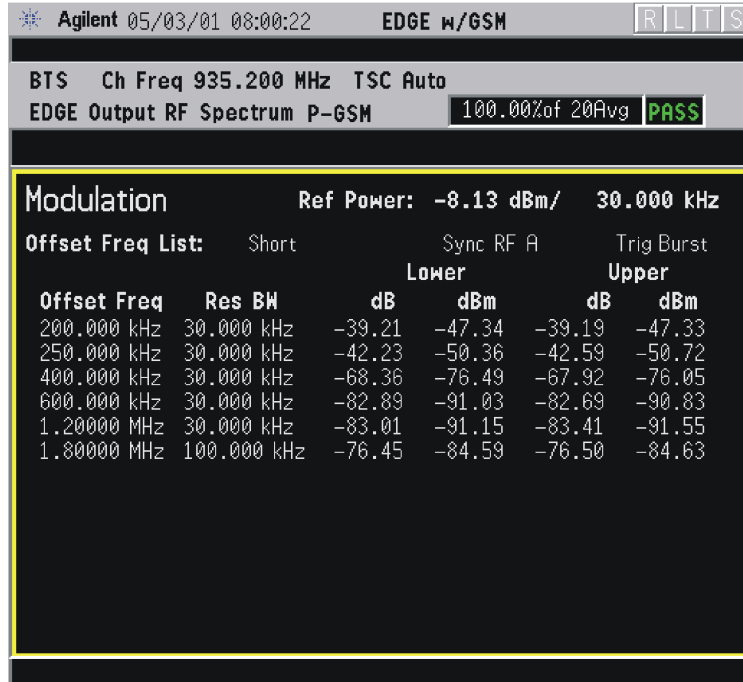 Agilent 05/03/01 08:00:22 EDGE w/GSM R L T S
BTS Ch Freq 935.200 MHz TSC Auto
EDGE Output RF Spectrum P-GSM 100.00%of 20Avg PASS
Modulation Ref Power: -8.13 dBm/ 30.000 kHz
Offset Freq List: Short Sync RF A Trig Burst
Lower Upper
Offset Freq Res BW dB dBm dB dBm
200.000 kHz 30.000 kHz -39.21 -47.34 -39.19 -47.33
250.000 kHz 30.000 kHz -42.23 -50.36 -42.59 -50.72
400.000 kHz 30.000 kHz -68.36 -76.49 -67.92 -76.05
600.000 kHz 30.000 kHz -82.89 -91.03 -82.69 -90.83
1.20000 MHz 30.000 kHz -83.01 -91.15 -83.41 -91.55
1.80000 MHz 100.000 kHz -76.45 -84.59 -76.50 -84.63